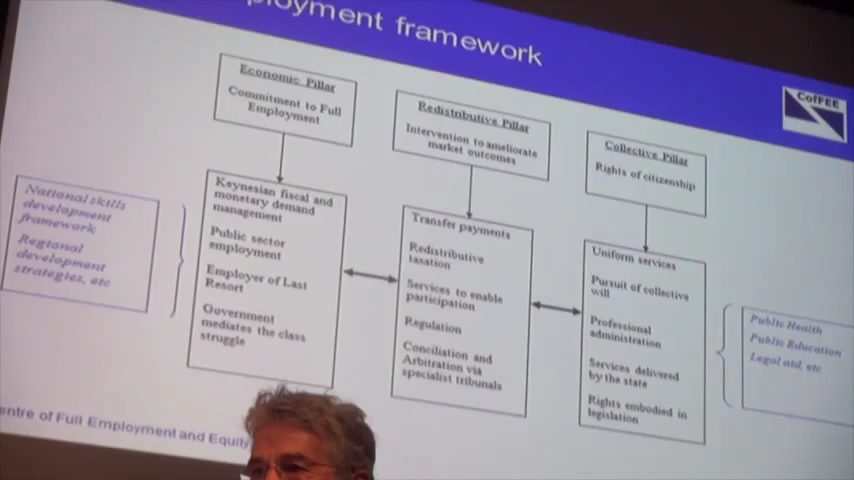 employment framework
CofFEE
Economic Pillar
Commitment to Full
Employment
Redistributive Pillar
Intervention to ameliorate
market outcomes
Collective Pillar
Rights of citizenship
National skills
development
framework
Regional
development
strategies, etc
Keynesian fiscal and
monetary demand
management
Public sector
employment
Employer of Last
Resort
Government
mediates the class
struggle
Transfer payments
Redistributive
taxation
Services to enable
participation
Regulation
Conciliation and
Arbitration via
specialist tribunals
Uniform services
Pursuit of collective
will
Professional
administration
Services delivered
by the state
Rights embodied in
legislation
Public Health
Public Education
Legal aid, etc
entre of Full Employment and Equity